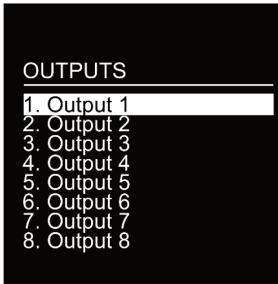 OUTPUTS
1. Output 1
2. Output 2
3. Output 3
4. Output 4
5. Output 5
6. Output 6
7. Output 7
8. Output 8